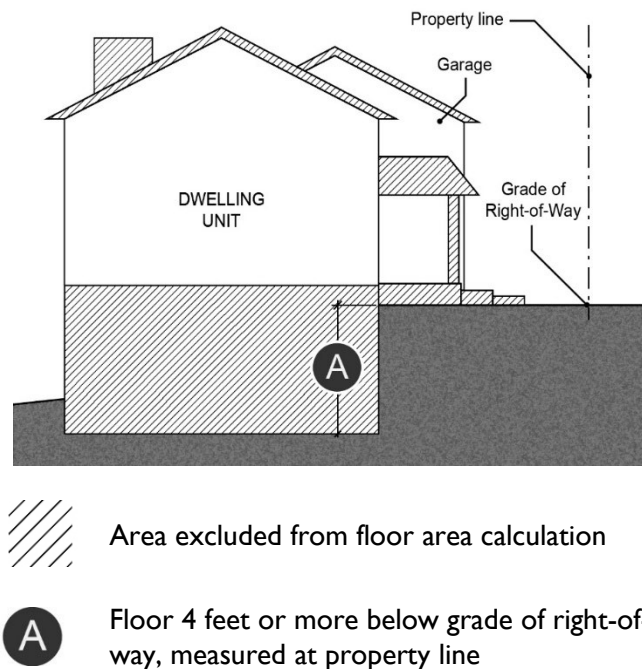 Property line
Garage
DWELLING
UNIT
Grade of
Right-of-Way
A
Area excluded from floor area calculation
A
Floor 4 feet or more below grade of right-of-
way, measured at property line